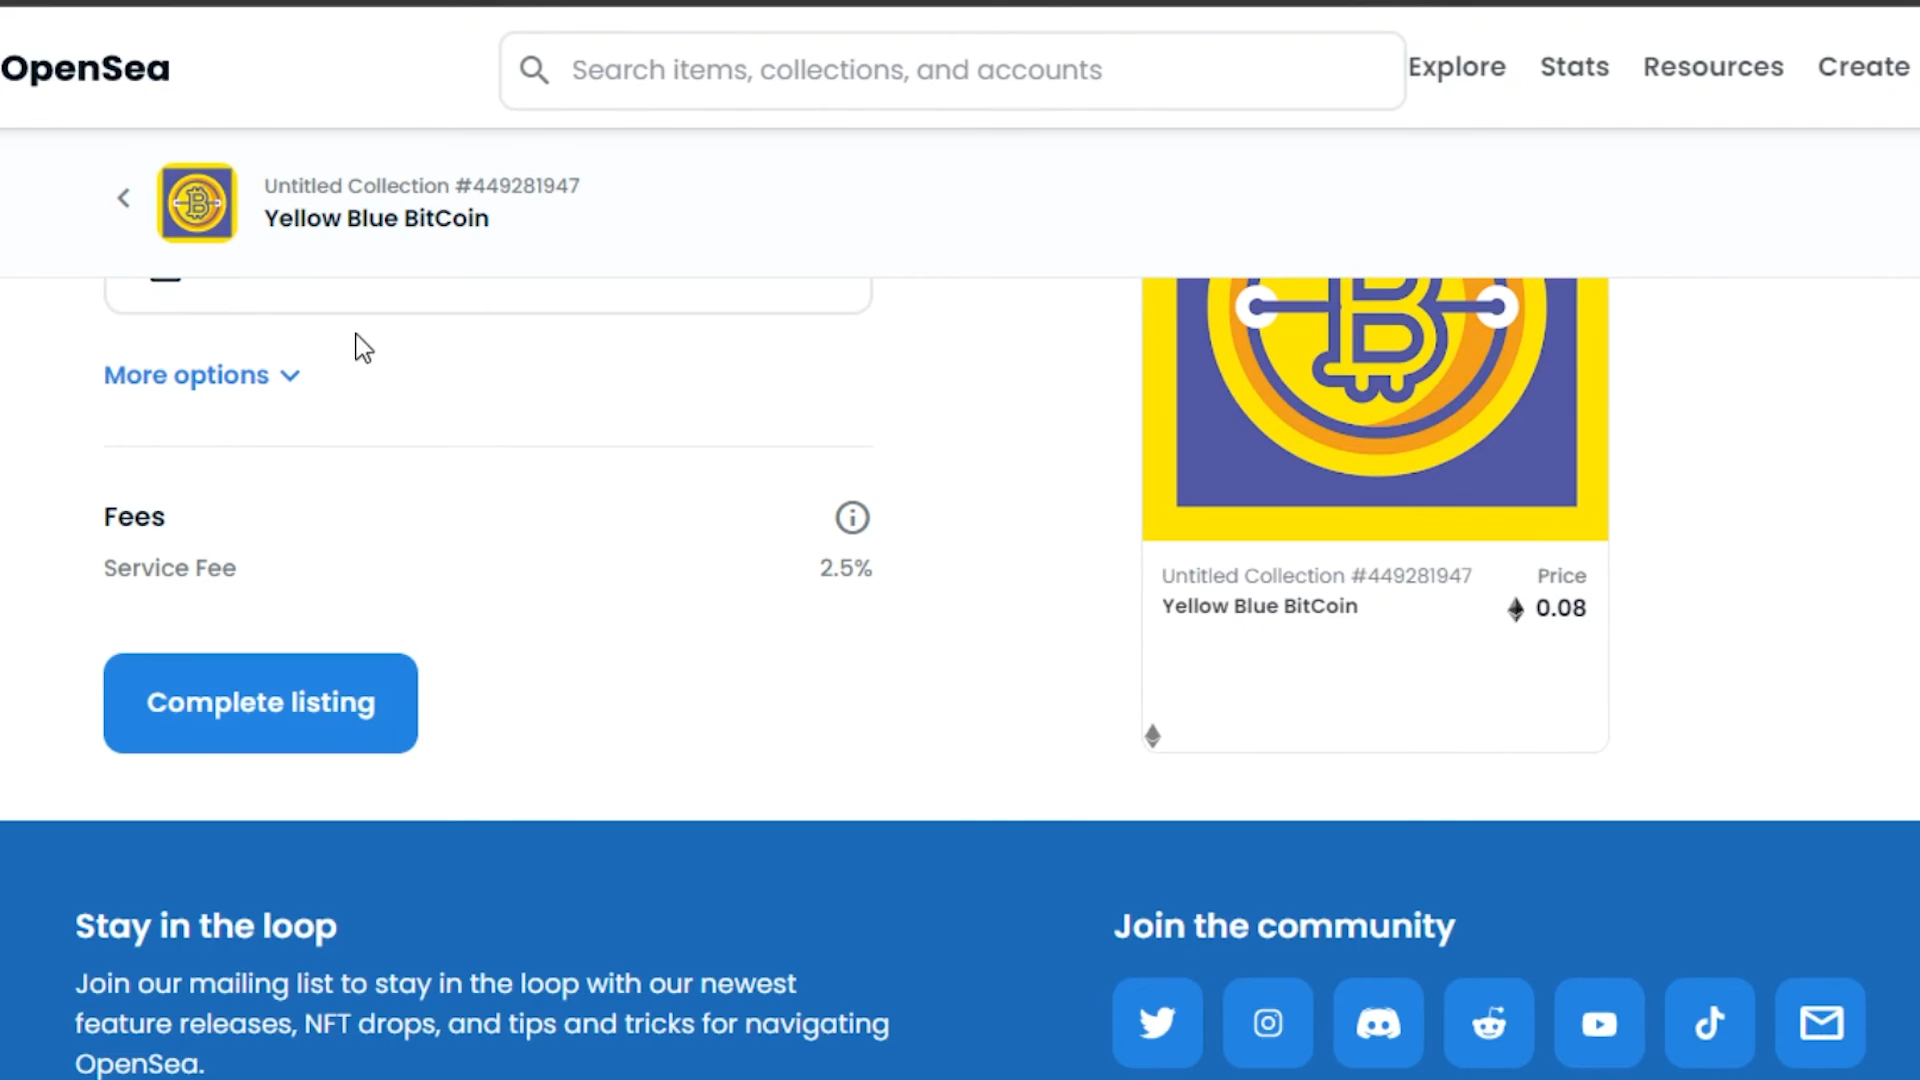 OpenSea
Search items, collections, and accounts
Explore
Stats
Resources
Create
Untitled Collection #449281947
Yellow Blue BitCoin
More options
Fees
Service Fee
2.5%
Untitled Collection #449281947
Price
Yellow Blue BitCoin
0.08
Complete listing
Stay in the loop
Join our mailing list to stay in the loop with our newest
feature releases, NFT drops, and tips and tricks for navigating
OpenSea.
Join the community